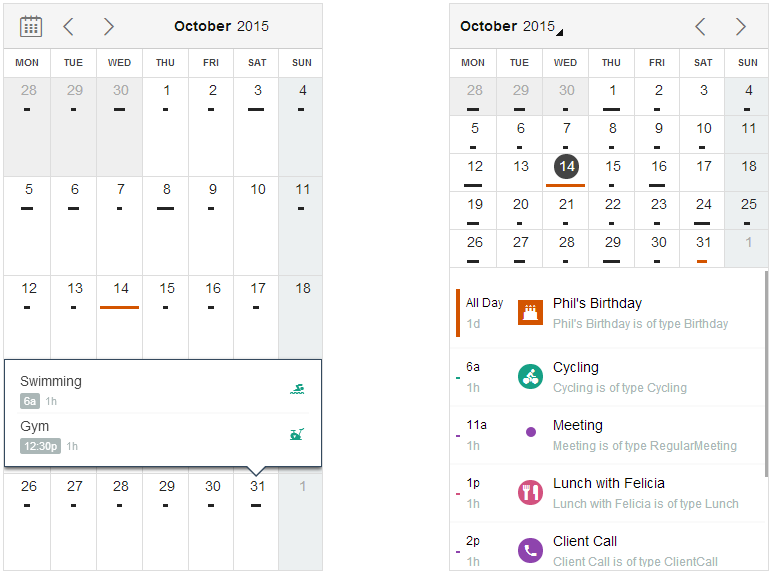 October 2015
MON TUE WED THU FRI SAT SUN
28 29 30 1 2 3 4
5 6 7 8 9 10 11
12 13 14 15 16 17 18
Swimming
6a 1h
Gym
12:30p 1h
26 27 28 29 30 31 1
October 2015
MON TUE WED THU FRI SAT SUN
28 29 30 1 2 3 4
5 6 7 8 9 10 11
12 13 14 15 16 17 18
19 20 21 22 23 24 25
26 27 28 29 30 31 1
All Day Phil's Birthday
1d Phil's Birthday is of type Birthday
6a Cycling
1h Cycling is of type Cycling
11a Meeting
1h Meeting is of type RegularMeeting
1p Lunch with Felicia
1h Lunch with Felicia is of type Lunch
2p Client Call
1h Client Call is of type ClientCall